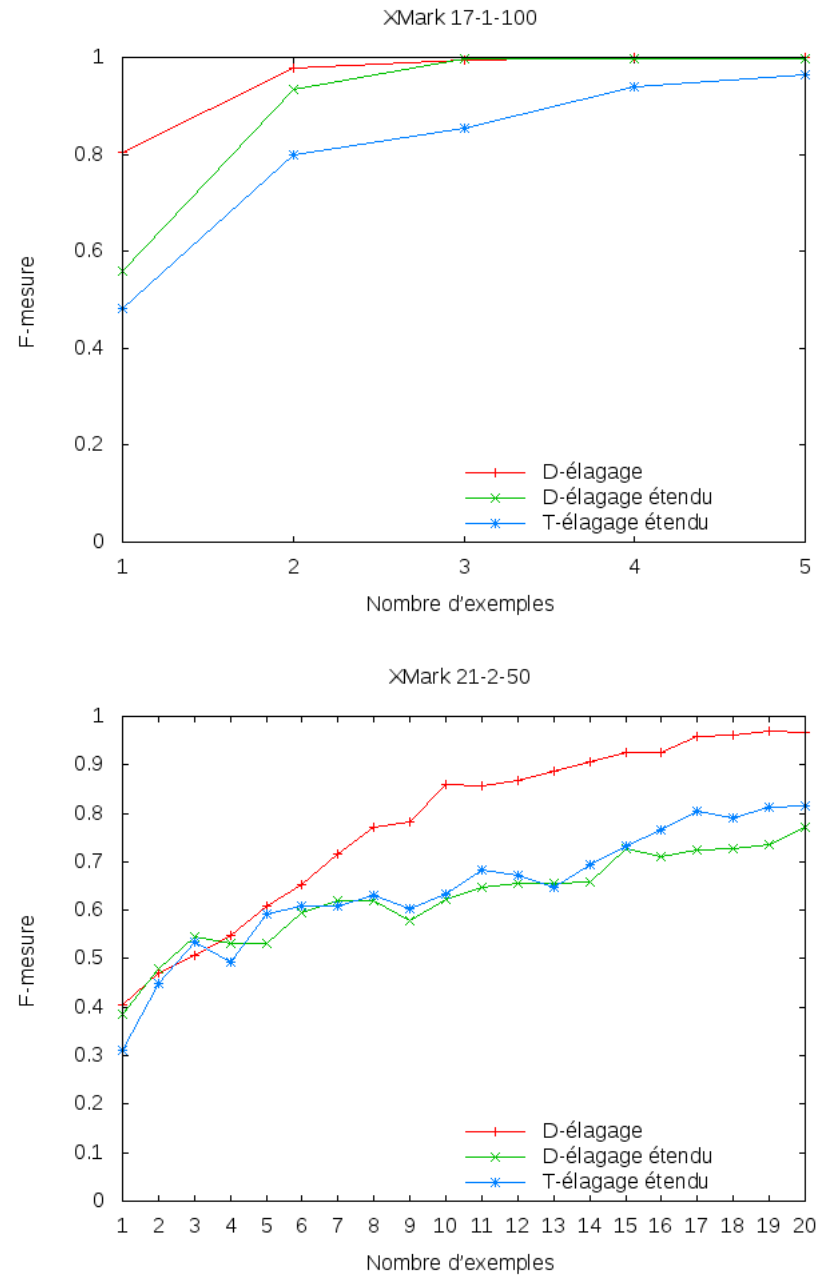 XMark 17-1-100
1
0.8
0.6
0.4
0.2
0
F-mesure
D-élagage
D-élagage étendu
T-élagage étendu
1 2 3 4 5
Nombre d'exemples
XMark 21-2-50
1
0.9
0.8
0.7
0.6
0.5
0.4
0.3
0.2
0.1
0
F-mesure
D-élagage
D-élagage étendu
T-élagage étendu
1 2 3 4 5 6 7 8 9 10 11 12 13 14 15 16 17 18 19 20
Nombre d'exemples